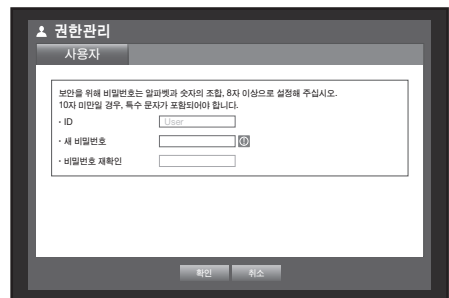 권한관리
사용자
보안을 위해 비밀번호는 알파벳과 숫자의 조합, 8자 이상으로 설정해 주십시오.
10자 미만일 경우, 특수 문자가 포함되어야 합니다.
· ID User
· 새 비밀번호
· 비밀번호 재확인
확인 취소